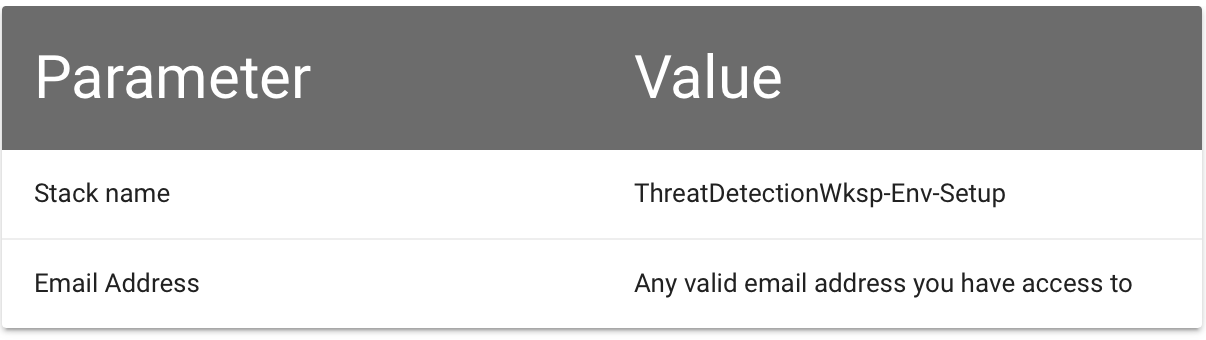 Parameter Value
Stack name ThreatDetectionWksp-Env-Setup
Email Address Any valid email address you have access to